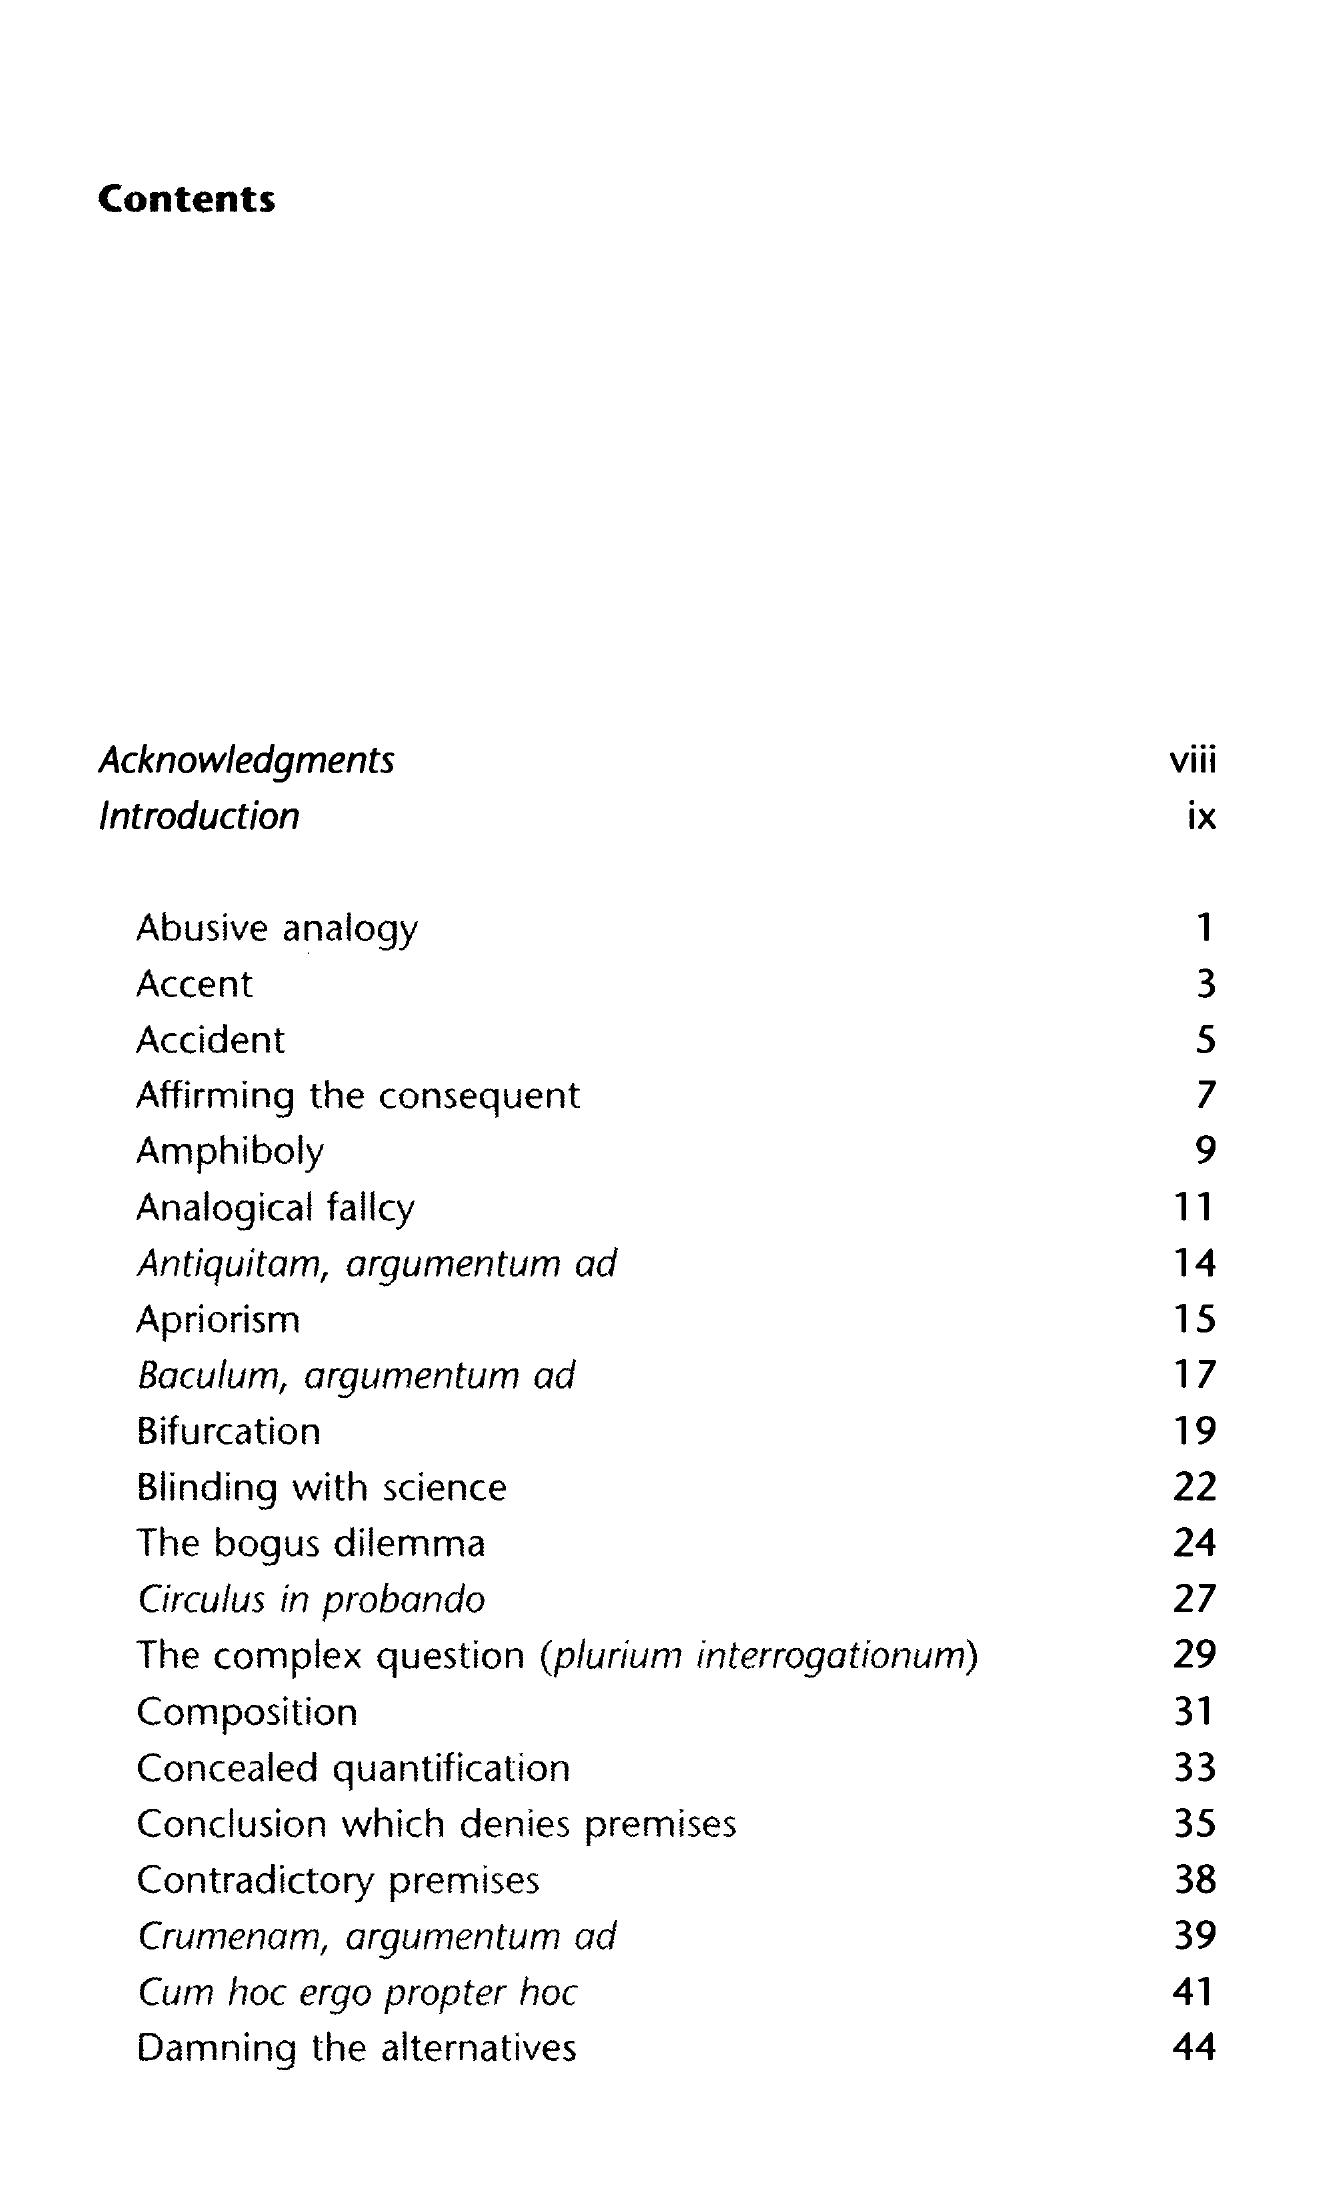 Contents
Acknowledgments viii
Introduction ix
Abusive analogy 1
Accent 3
Accident 5
Affirming the consequent 7
Amphiboly 9
Analogical fallcy 11
Antiquitam, argumentum ad 14
Apriorism 15
Baculum, argumentum ad 17
Bifurcation 19
Blinding with science 22
The bogus dilemma 24
Circulus in probando 27
The complex question (plurium interrogationum) 29
Composition 31
Concealed quantification 33
Conclusion which denies premises 35
Contradictory premises 38
Crumenam, argumentum ad 39
Cum hoc ergo propter hoc 41
Damning the alternatives 44